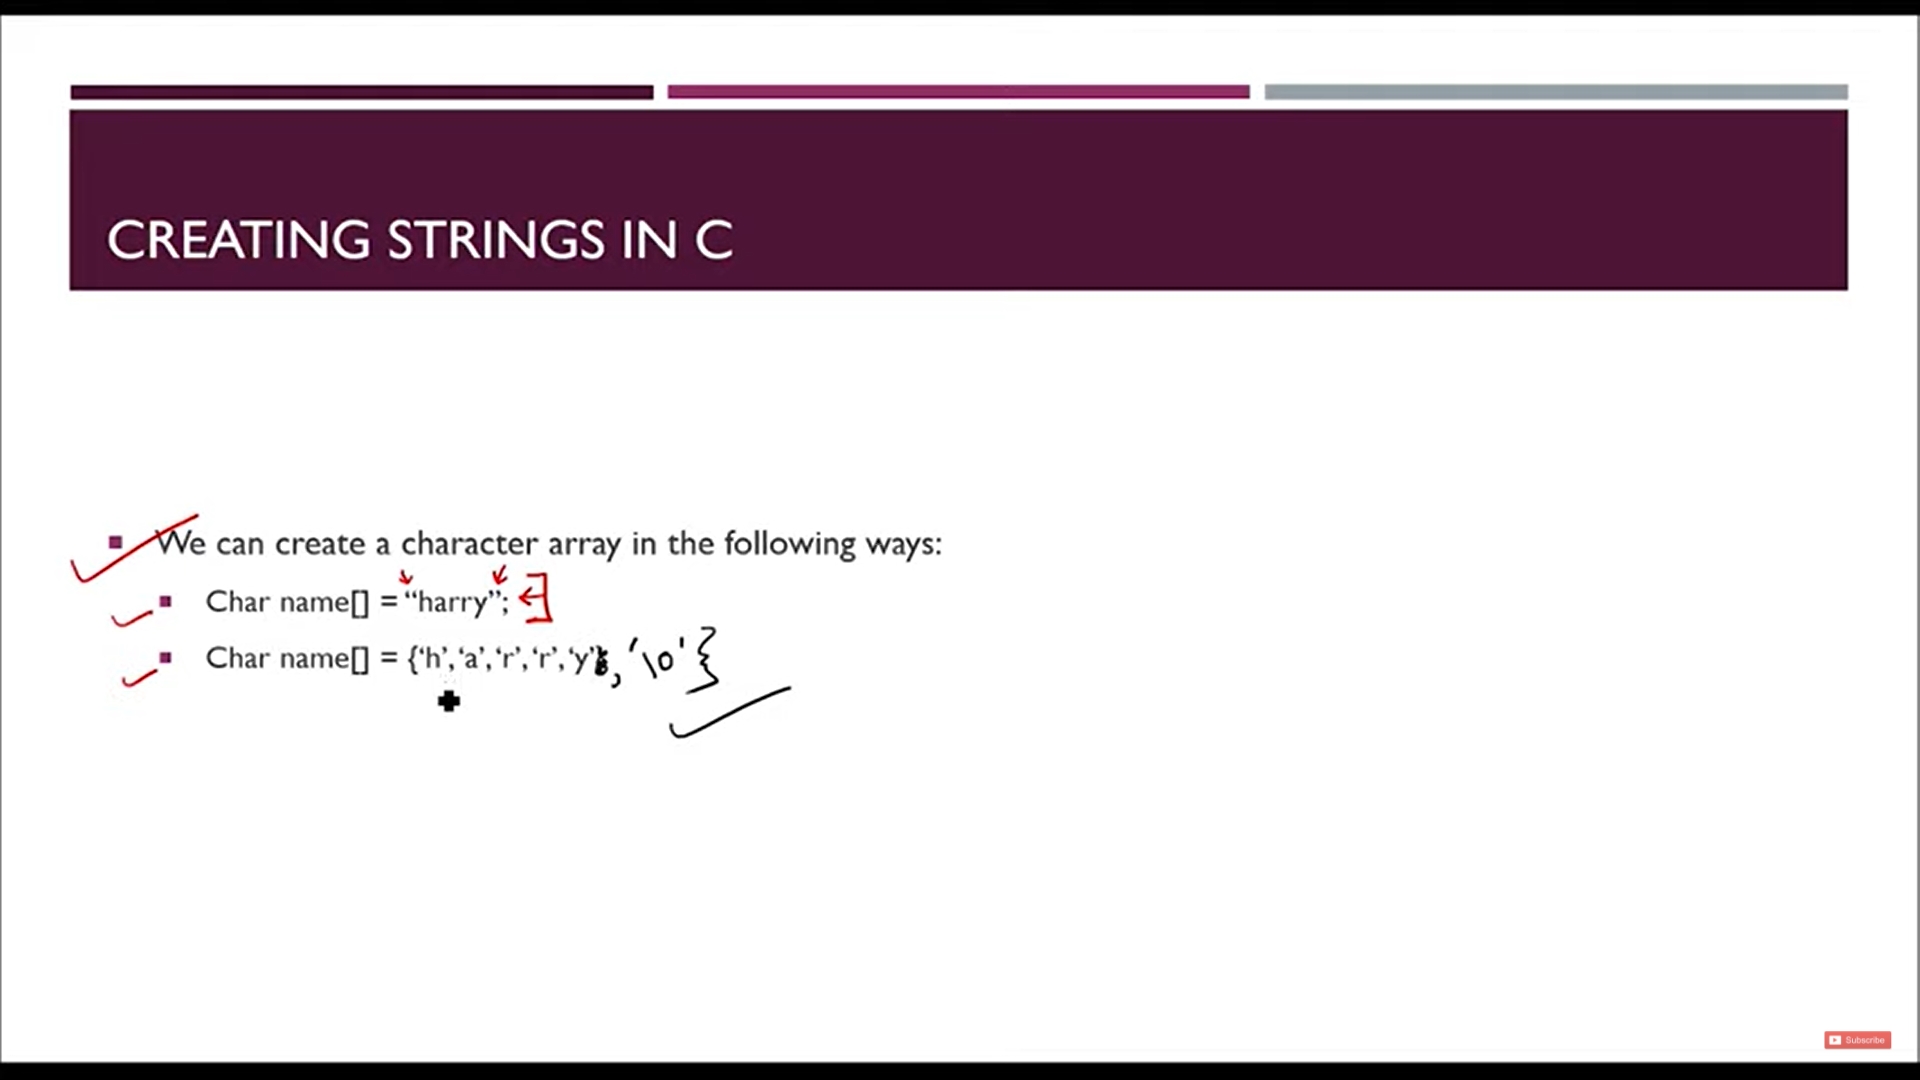 CREATING STRINGS IN C
We can create a character array in the following ways:
Char name[] = “harry”;
Char name[] = {‘h’,‘a’,‘r’,‘r’,‘y’, '\0'}
Subscribe